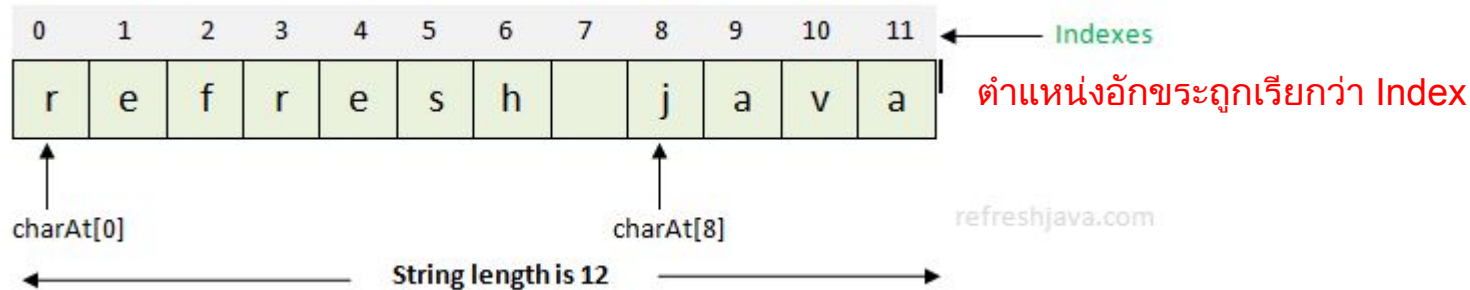 0 1 2 3 4 5 6 7 8 9 10 11 Indexes
r e f r e s h j a v a ตำแหน่งอักขระถูกเรียกว่า Index
charAt[0] charAt[8] refreshjava.com
String length is 12